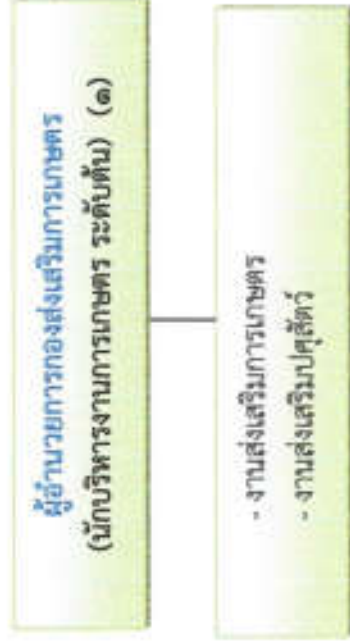 ผู้อำนวยการกองส่งเสริมการเกษตร
(นักบริหารงานการเกษตร ระดับต้น) (๑)
- งานส่งเสริมการเกษตร
- งานส่งเสริมปศุสัตว์